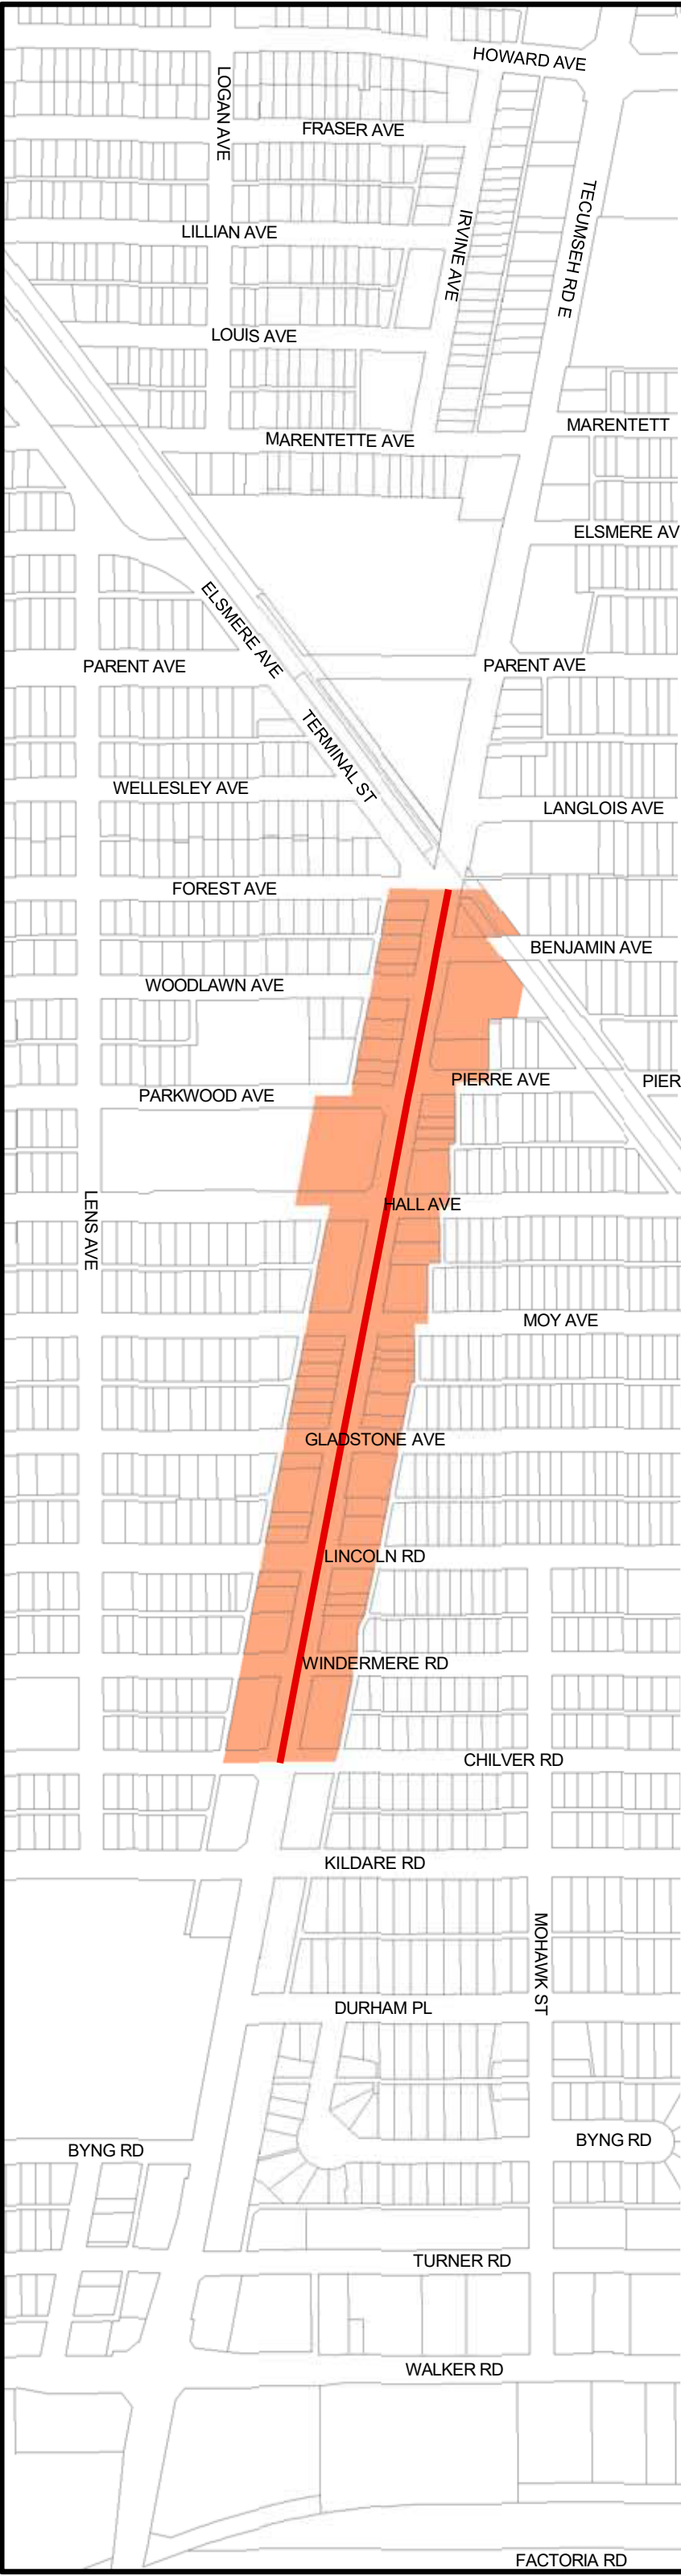 HOWARD AVE
LOGAN AVE
FRASER AVE
TECUMSEH RD E
IRVINE AVE
LILLIAN AVE
LOUIS AVE
MARENTETT
MARENTETTE AVE
ELSMERE AV
ELSMERE AVE
PARENT AVE
PARENT AVE
TERMINAL ST
WELLESLEY AVE
LANGLOIS AVE
FOREST AVE
BENJAMIN AVE
WOODLAWN AVE
PIERRE AVE
PIER
PARKWOOD AVE
LENS AVE
HALL AVE
MOY AVE
GLADSTONE AVE
LINCOLN RD
WINDERMERE RD
CHILVER RD
KILDARE RD
MOHAWK ST
DURHAM PL
BYNG RD
BYNG RD
TURNER RD
WALKER RD
FACTORIA RD